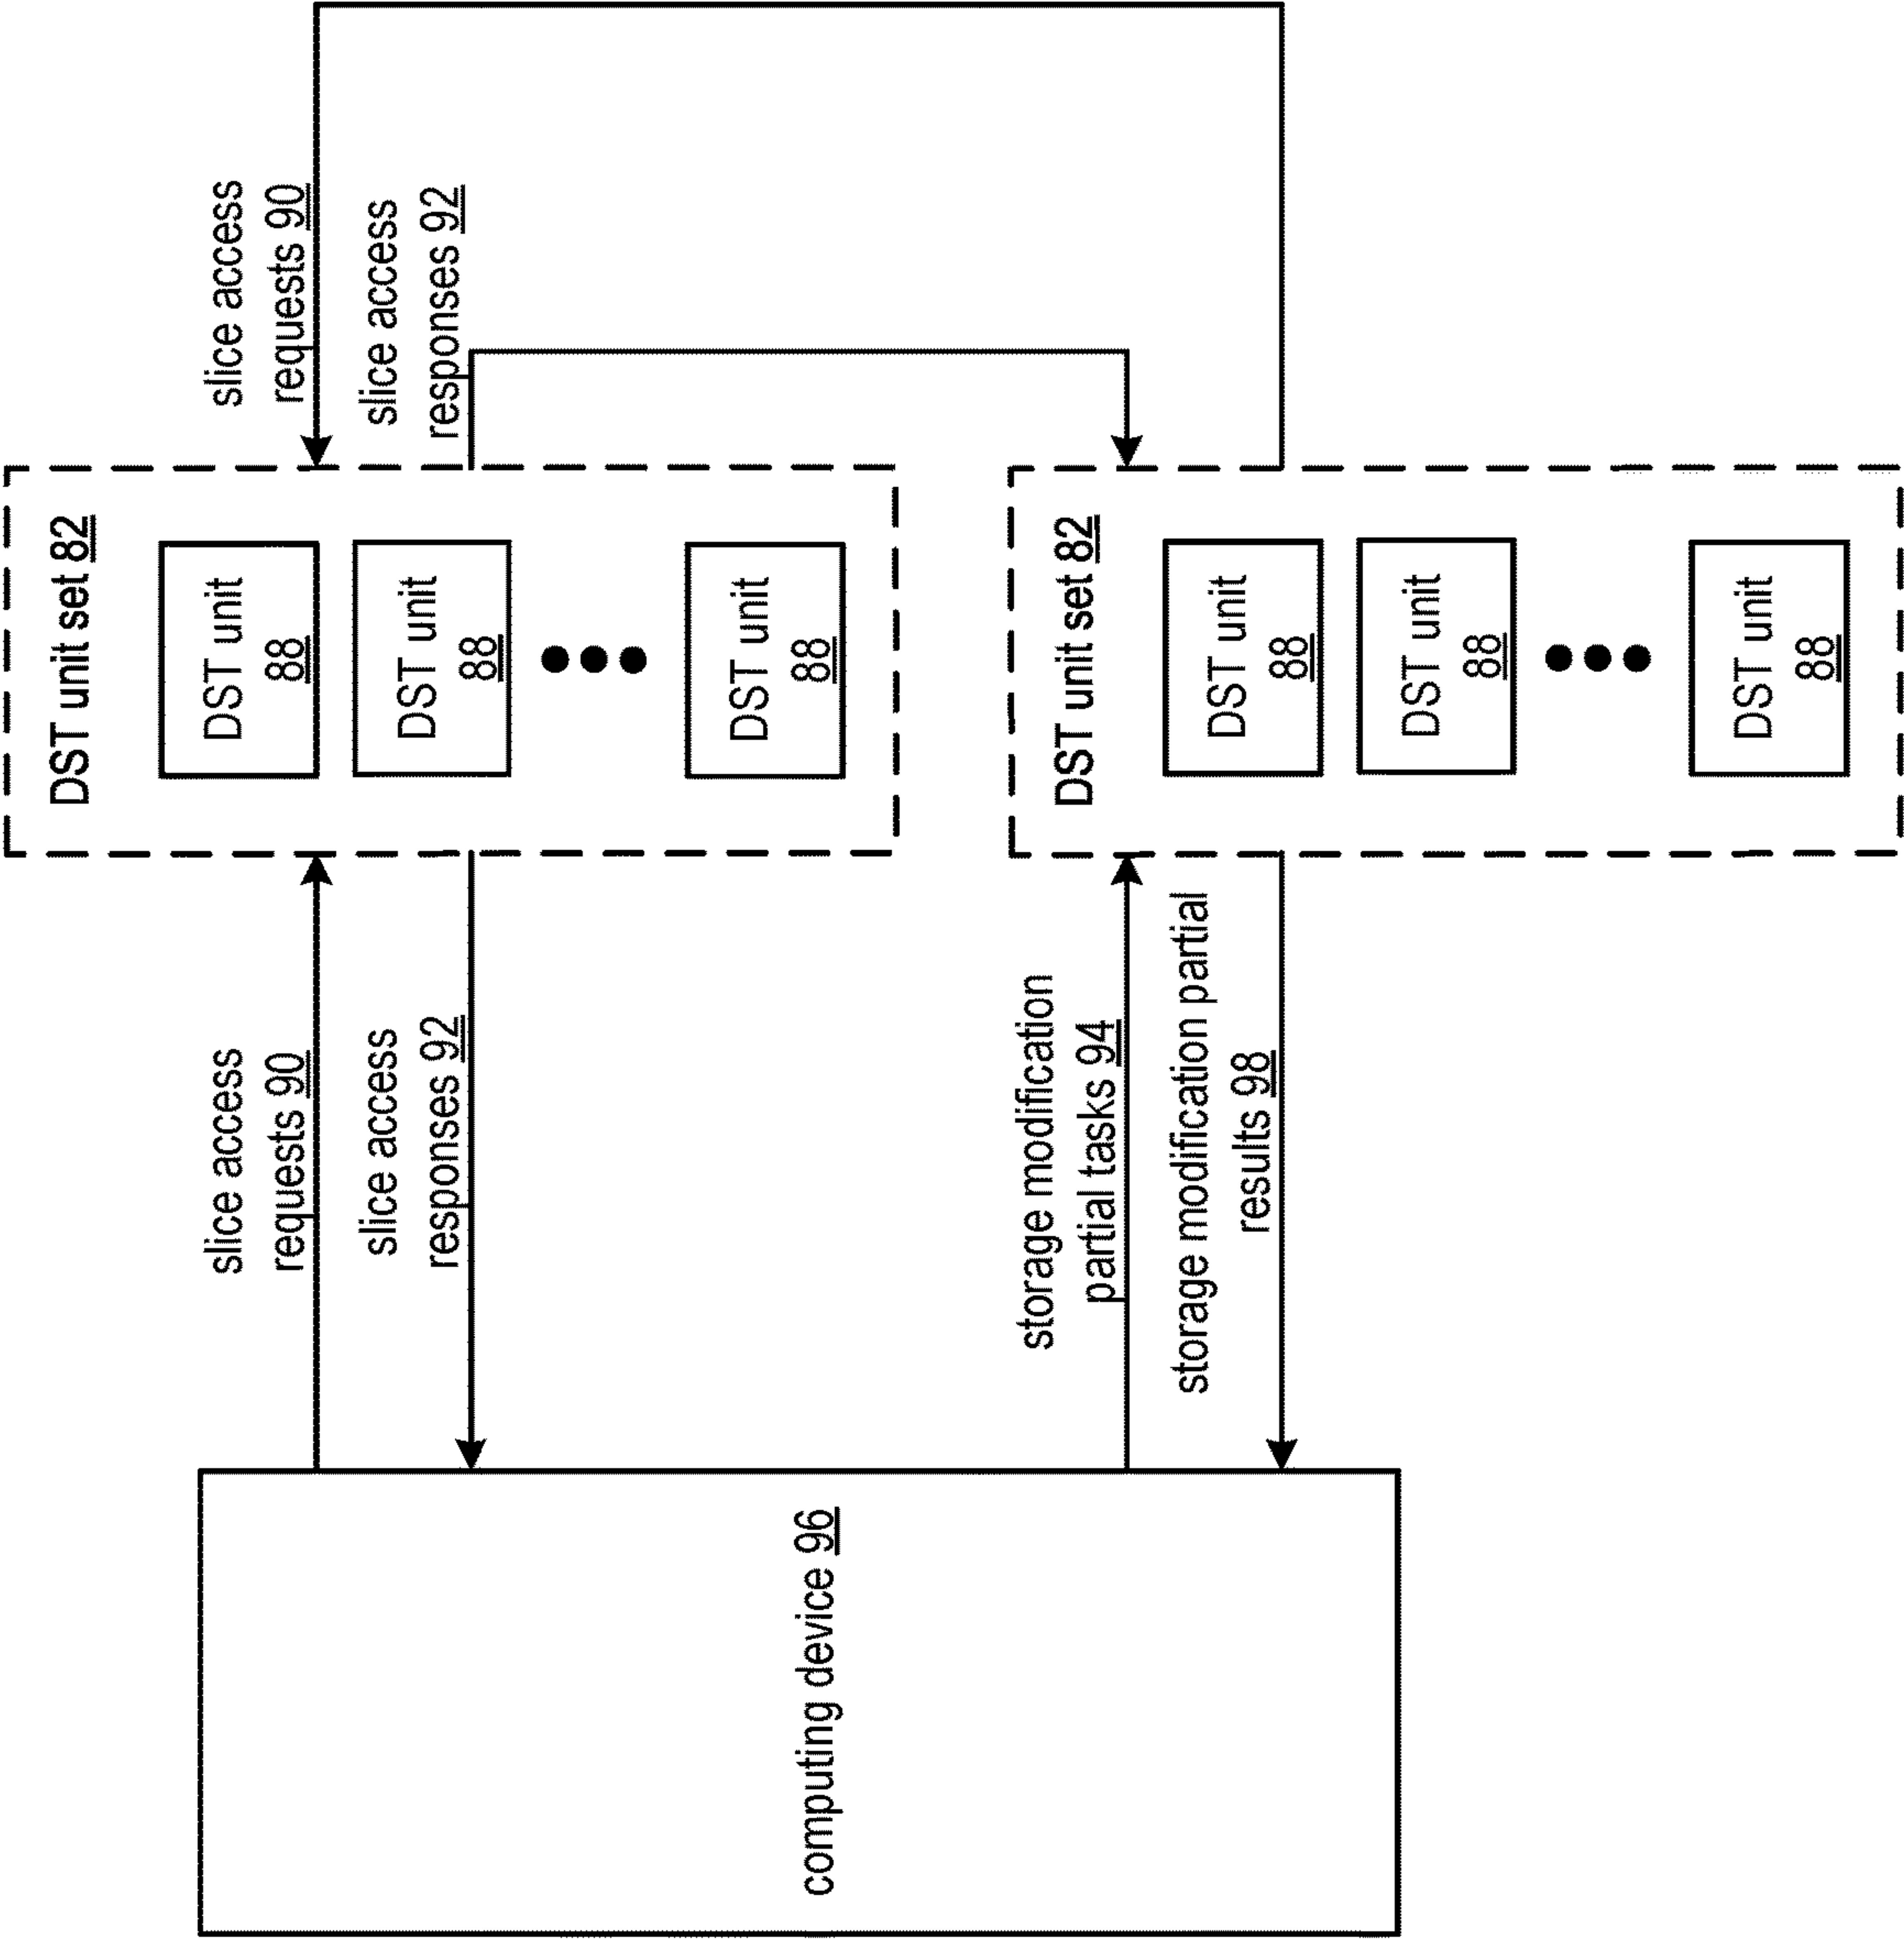 computing device 96
slice access
requests 90
slice access
responses 92
storage modification
partial tasks 94
storage modification partial
results 98
DST unit set 82
DST unit
88
DST unit
88
DST unit
88
DST unit set 82
DST unit
88
DST unit
88
DST unit
88
slice access
requests 90
slice access
responses 92